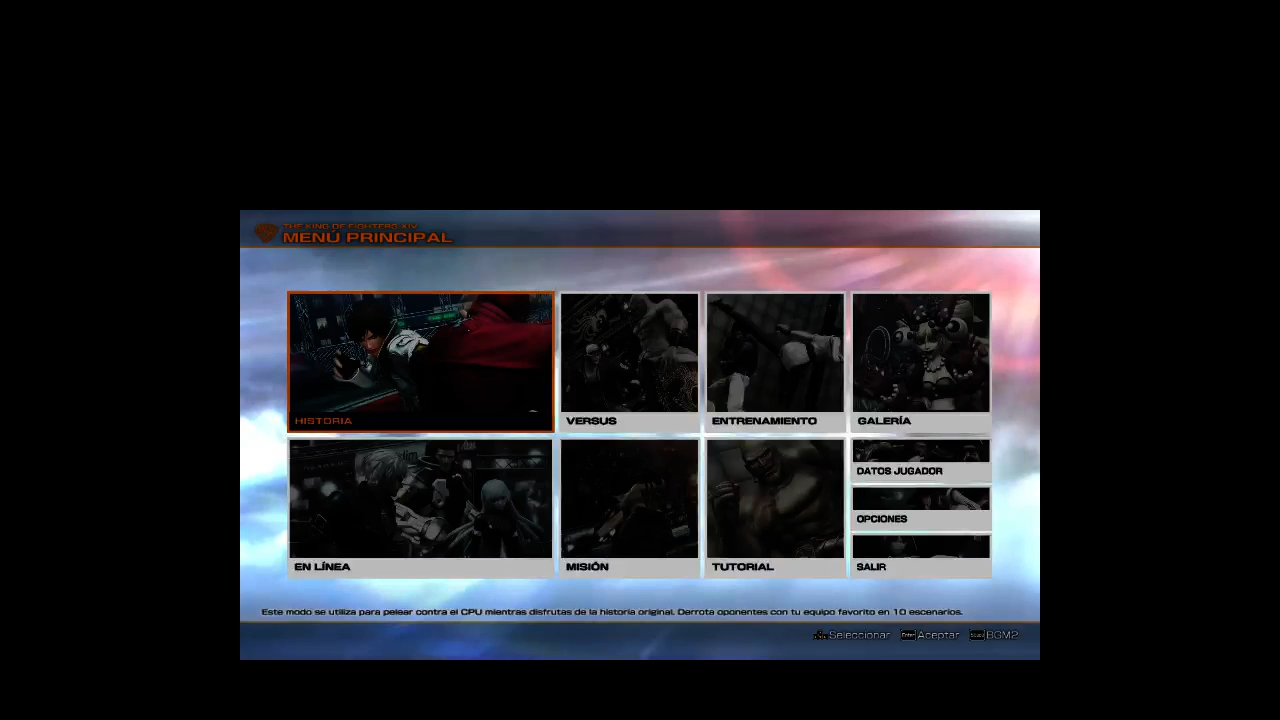 THE KING OF FIGHTERS XIV
MENÚ PRINCIPAL
HISTORIA
VERSUS
ENTRENAMIENTO
GALERÍA
DATOS JUGADOR
OPCIONES
EN LÍNEA
MISIÓN
TUTORIAL
SALIR
Este modo se utiliza para pelear contra el CPU mientras disfrutas de la historia original. Derrota oponentes con tu equipo favorito en 10 escenarios.
Seleccionar Enter Aceptar BGM2